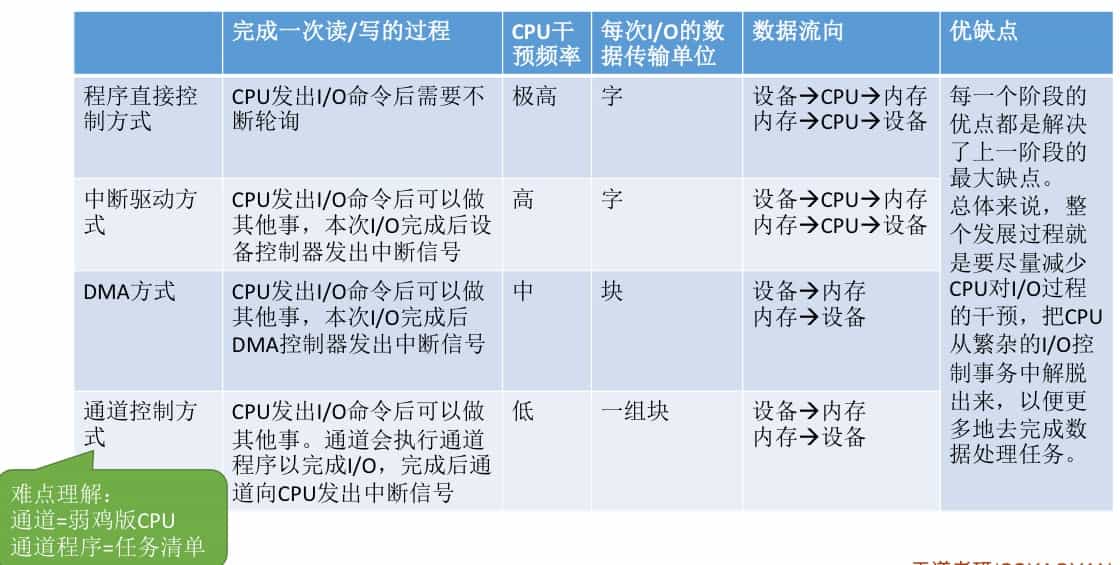 完成一次读/写的过程
CPU干
预频率
每次I/O的数
据传输单位
数据流向
优缺点
程序直接控
制方式
CPU发出I/O命令后需要不
断轮询
极高
字
设备→CPU→内存
内存→CPU→设备
每一个阶段的
优点都是解决
了上一阶段的
最大缺点。
总体来说，整
个发展过程就
是要尽量减少
CPU对I/O过程
的干预，把CPU
从繁杂的I/O控
制事务中解脱
出来，以便更
多地去完成数
据处理任务。
中断驱动方
式
CPU发出I/O命令后可以做
其他事，本次I/O完成后设
备控制器发出中断信号
高
字
设备→CPU→内存
内存→CPU→设备
DMA方式
CPU发出I/O命令后可以做
其他事，本次I/O完成后
DMA控制器发出中断信号
中
块
设备→内存
内存→设备
通道控制方
式
CPU发出I/O命令后可以做
其他事。通道会执行通道
程序以完成I/O，完成后通
道向CPU发出中断信号
低
一组块
设备→内存
内存→设备
难点理解：
通道=弱鸡版CPU
通道程序=任务清单